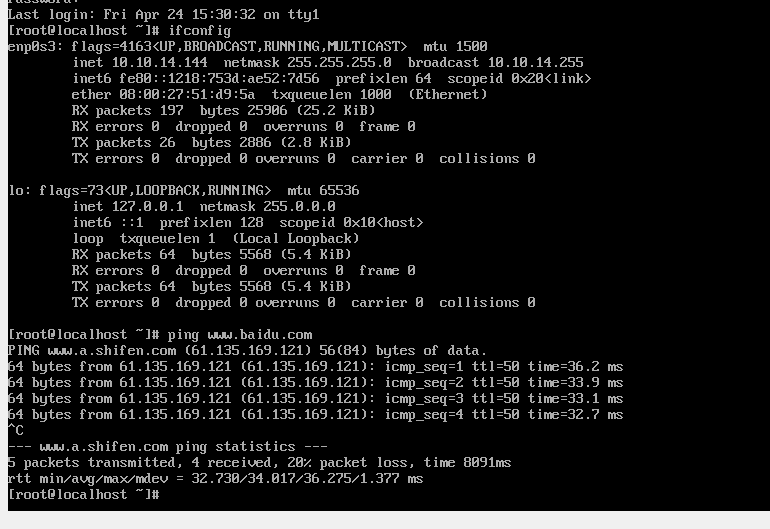 Last login: Fri Apr 24 15:30:32 on tty1
[root@localhost ~]# ifconfig
enp0s3: flags=4163<UP,BROADCAST,RUNNING,MULTICAST>  mtu 1500
        inet 10.10.14.144  netmask 255.255.255.0  broadcast 10.10.14.255
        inet6 fe80::1218:753d:ae52:7d56  prefixlen 64  scopeid 0x20<link>
        ether 08:00:27:51:d9:5a  txqueuelen 1000  (Ethernet)
        RX packets 197  bytes 25906 (25.2 KiB)
        RX errors 0  dropped 0  overruns 0  frame 0
        TX packets 26  bytes 2886 (2.8 KiB)
        TX errors 0  dropped 0 overruns 0  carrier 0  collisions 0

lo: flags=73<UP,LOOPBACK,RUNNING>  mtu 65536
        inet 127.0.0.1  netmask 255.0.0.0
        inet6 ::1  prefixlen 128  scopeid 0x10<host>
        loop  txqueuelen 1  (Local Loopback)
        RX packets 64  bytes 5568 (5.4 KiB)
        RX errors 0  dropped 0  overruns 0  frame 0
        TX packets 64  bytes 5568 (5.4 KiB)
        TX errors 0  dropped 0 overruns 0  carrier 0  collisions 0

[root@localhost ~]# ping www.baidu.com
PING www.a.shifen.com (61.135.169.121) 56(84) bytes of data.
64 bytes from 61.135.169.121 (61.135.169.121): icmp_seq=1 ttl=50 time=36.2 ms
64 bytes from 61.135.169.121 (61.135.169.121): icmp_seq=2 ttl=50 time=33.9 ms
64 bytes from 61.135.169.121 (61.135.169.121): icmp_seq=3 ttl=50 time=33.1 ms
64 bytes from 61.135.169.121 (61.135.169.121): icmp_seq=4 ttl=50 time=32.7 ms
^C
--- www.a.shifen.com ping statistics ---
5 packets transmitted, 4 received, 20% packet loss, time 8091ms
rtt min/avg/max/mdev = 32.730/34.017/36.275/1.377 ms
[root@localhost ~]#